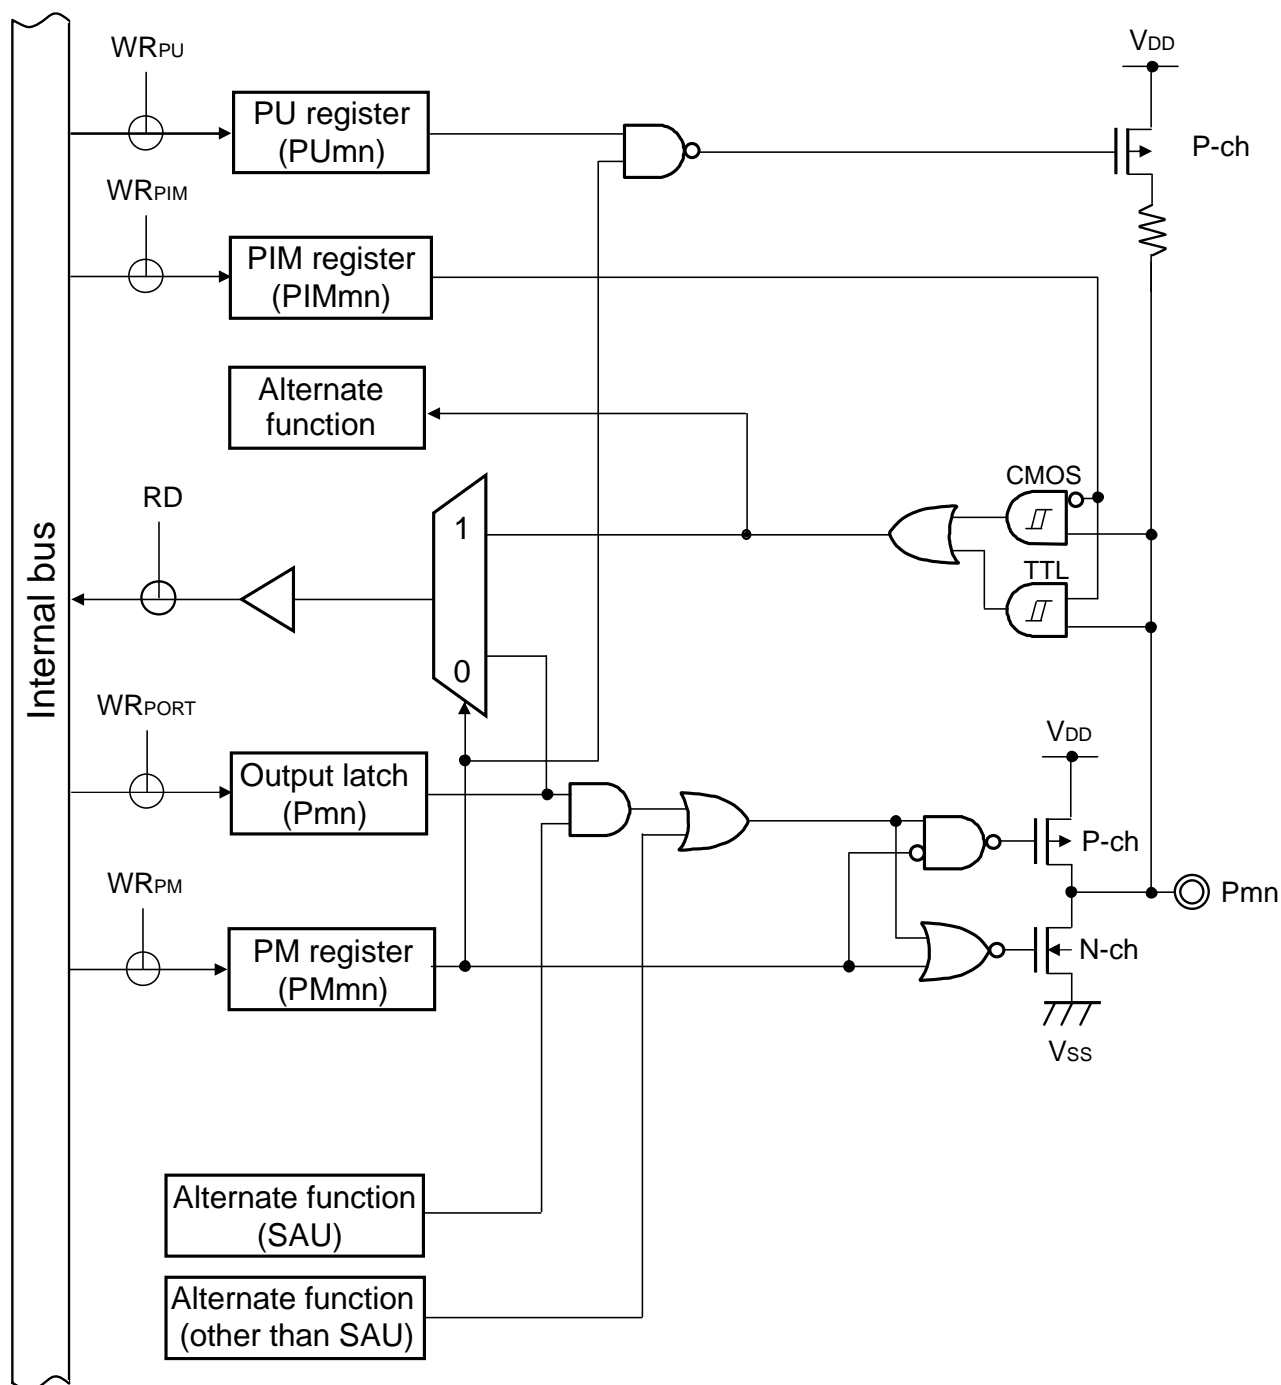 WRPU
VDD
PU register
(PUmn)
P-ch
WRPIM
PIM register
(PIMmn)
Alternate
function
CMOS
RD
1
TTL
Internal bus
0
WRPORT
VDD
Output latch
(Pmn)
P-ch
WRPM
Pmn
PM register
(PMmn)
N-ch
VSS
Alternate function
(SAU)
Alternate function
(other than SAU)